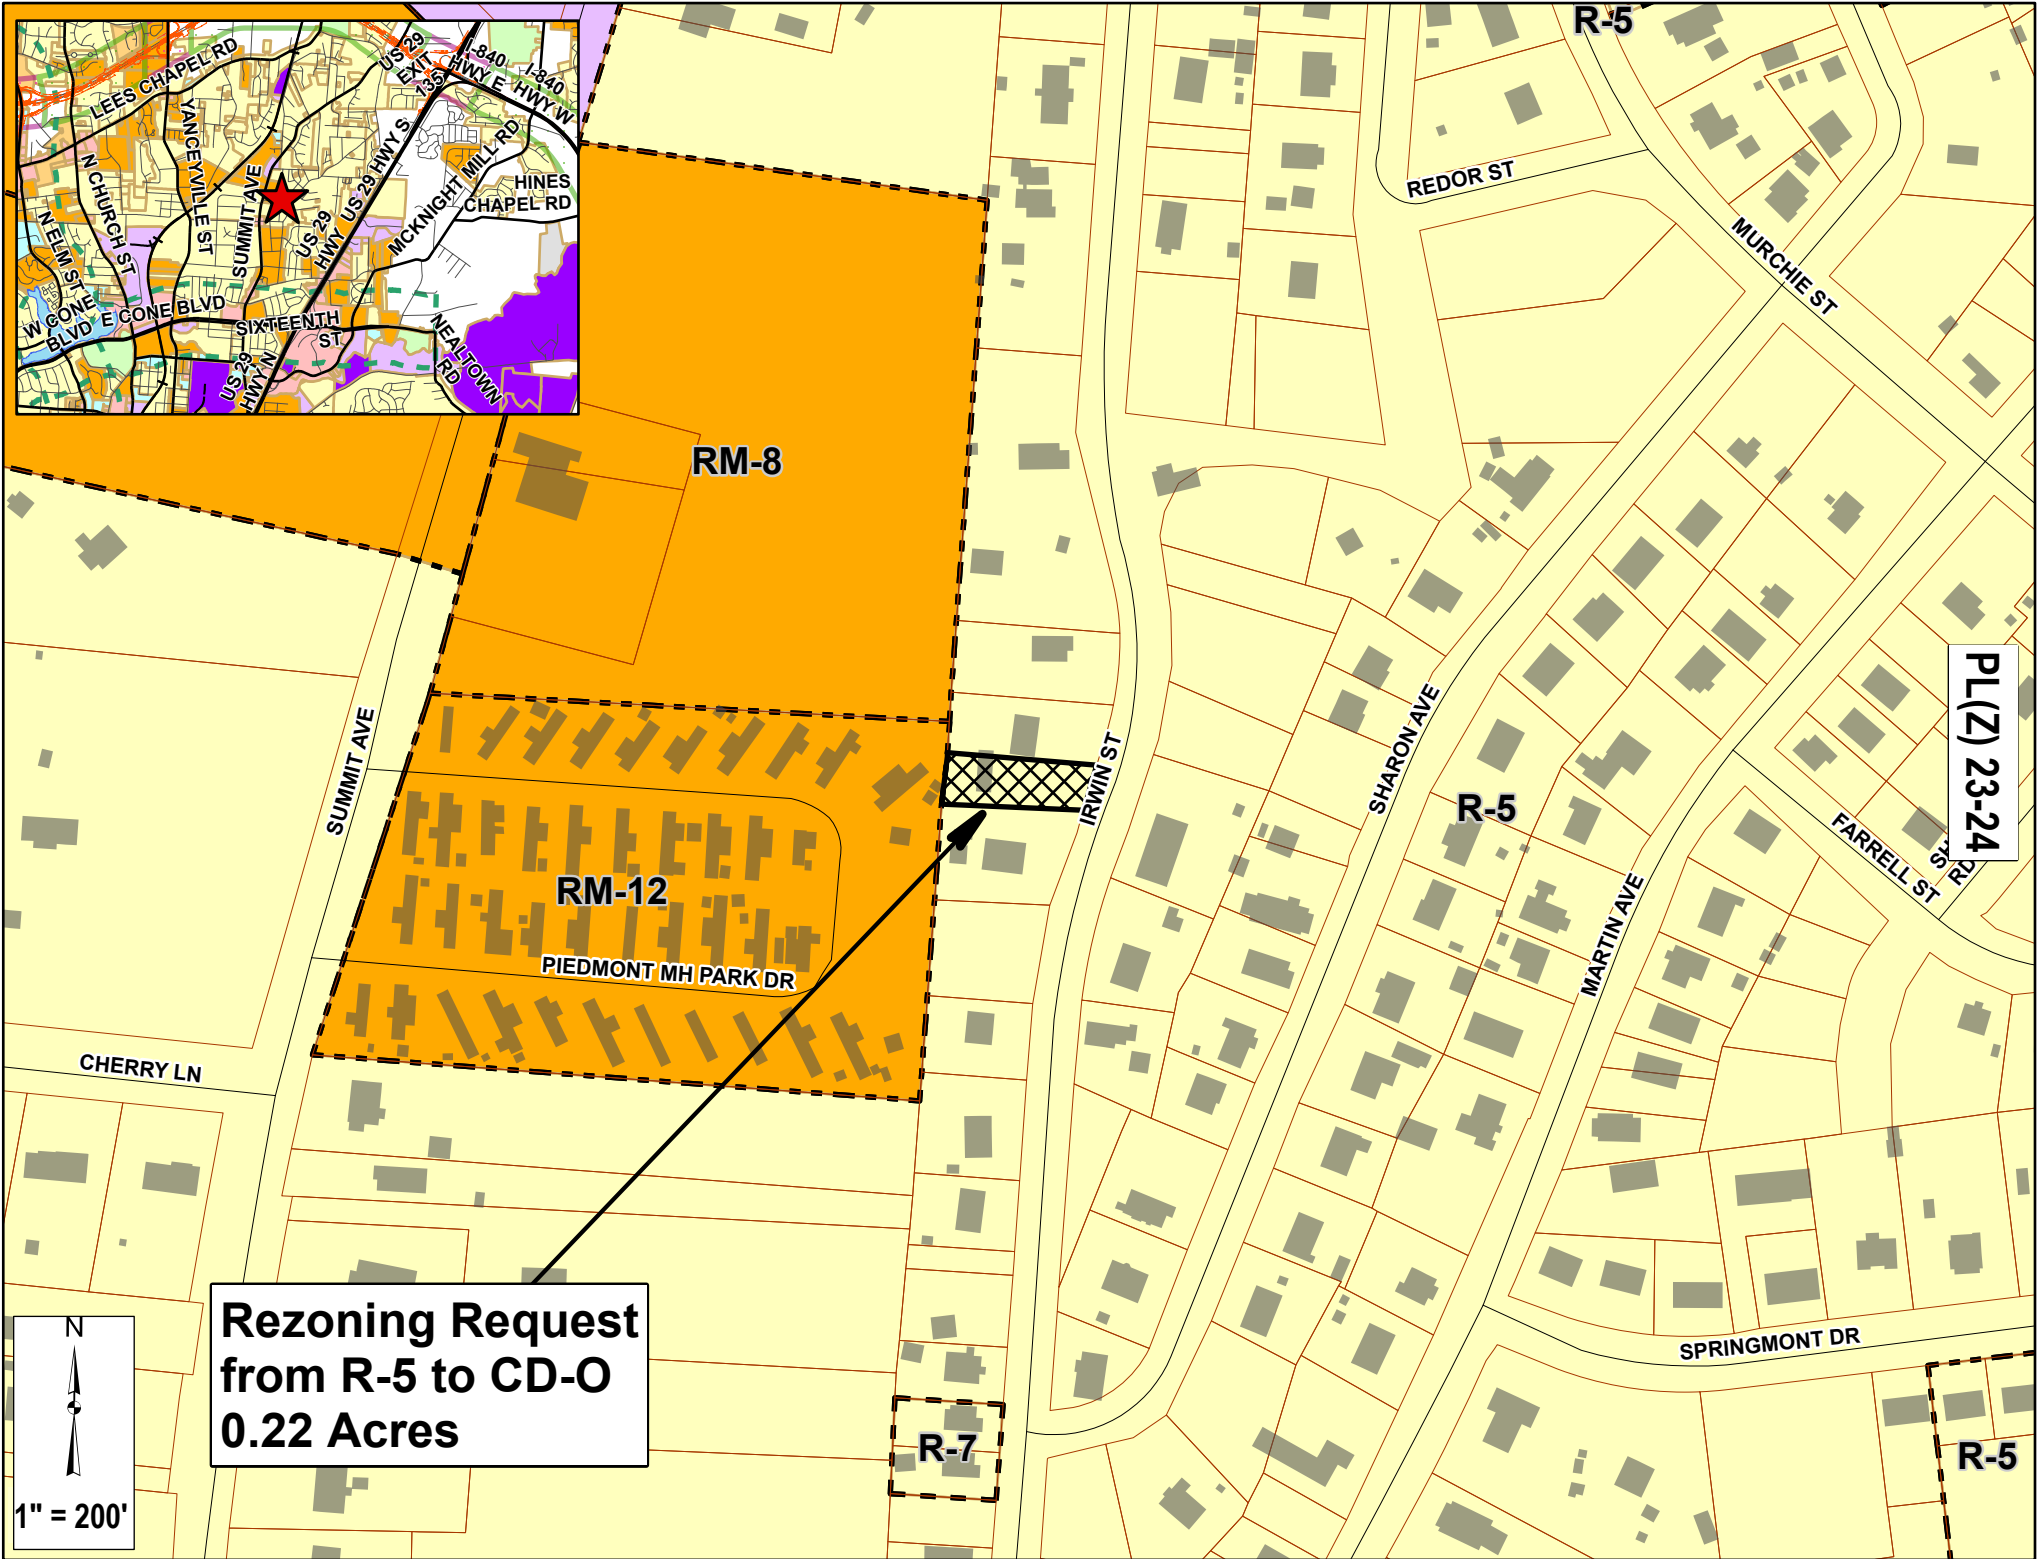 R-5
LEES CHAPEL RD
US 29
EXIT
135
I-840
HWY E
I-840
HWY W
YANCEYVILLE ST
N CHURCH ST
N ELM ST
SUMMIT AVE
US 29 HWY S
US 29
HWY
MCKNIGHT MILL RD
HINES
CHAPEL RD
W CONE
BLVD
E CONE BLVD
SIXTEENTH
ST
US 29
HWY N
NEALTOWN
RD
REDOR ST
MURCHIE ST
RM-8
PL(Z) 23-24
SUMMIT AVE
IRWIN ST
SHARON AVE
R-5
FARRELL ST
RD
MARTIN AVE
RM-12
PIEDMONT MH PARK DR
CHERRY LN
Rezoning Request
from R-5 to CD-O
0.22 Acres
N
1" = 200'
SPRINGMONT DR
R-7
R-5